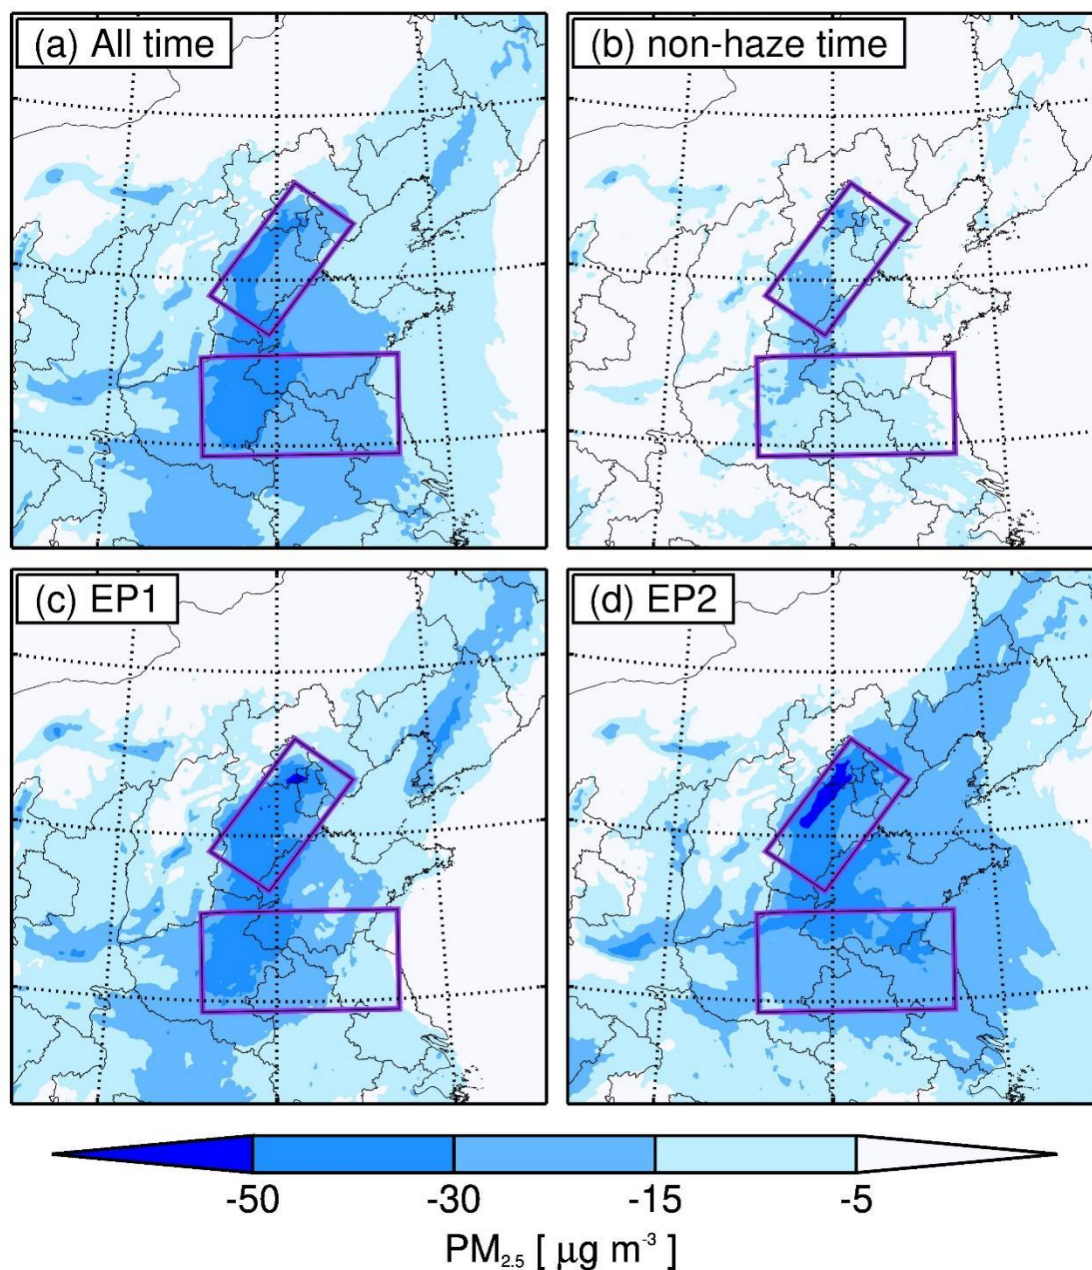 (a) All time
(b) non-haze time
(c) EP1
(d) EP2
-50 -30 -15 -5
PM₂.₅ [ μg m⁻³ ]